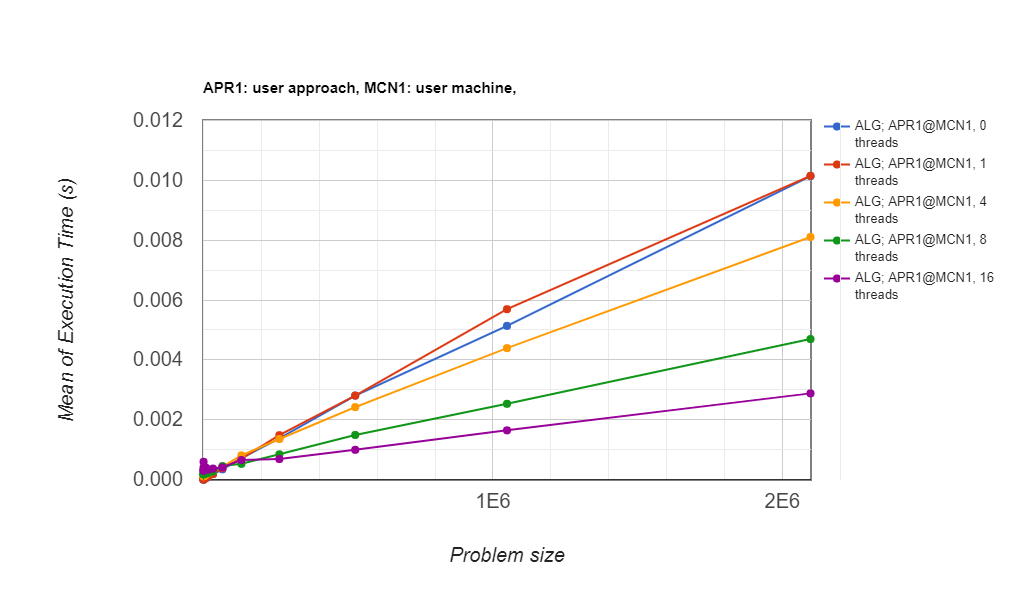 APR1: user approach, MCN1: user machine,
0.012
0.010
0.008
0.006
0.004
0.002
0.000
Mean of Execution Time (s)
1E6
2E6
Problem size
ALG; APR1@MCN1, 0
threads
ALG; APR1@MCN1, 1
threads
ALG; APR1@MCN1, 4
threads
ALG; APR1@MCN1, 8
threads
ALG; APR1@MCN1, 16
threads